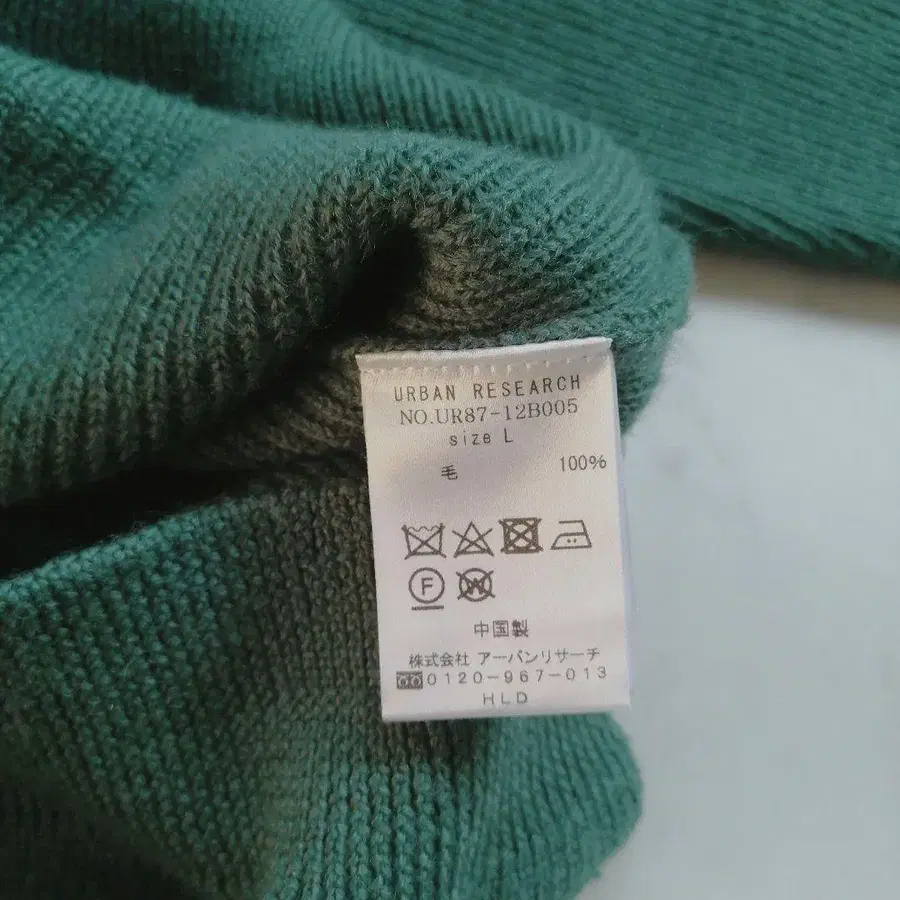 URBAN RESEARCH
NO.UR87-12B005
size L
毛 100%
F W
中国製
株式会社 アーバンリサーチ
0120-967-013
HLD